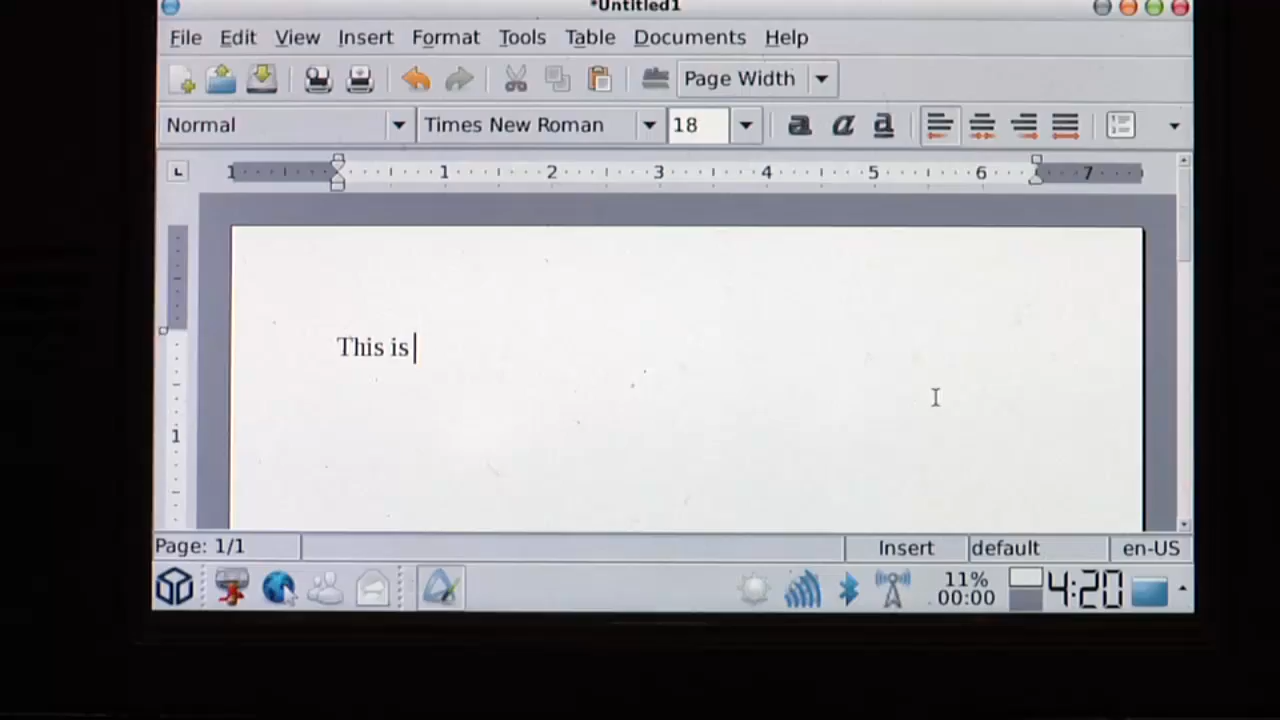 *Untitled1
File Edit View Insert Format Tools Table Documents Help
Page Width
Normal Times New Roman 18 a a a
1 1 2 3 4 5 6 7
This is
1
Page: 1/1 Insert default en-US
11%
00:00 4:20